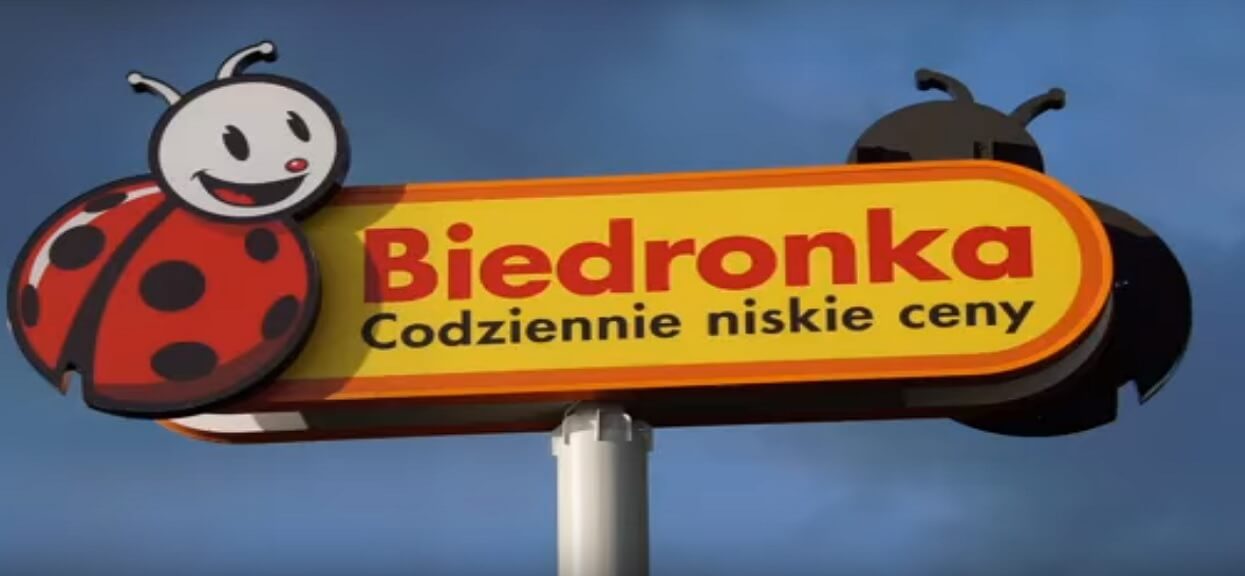 Biedronka
Codziennie niskie ceny